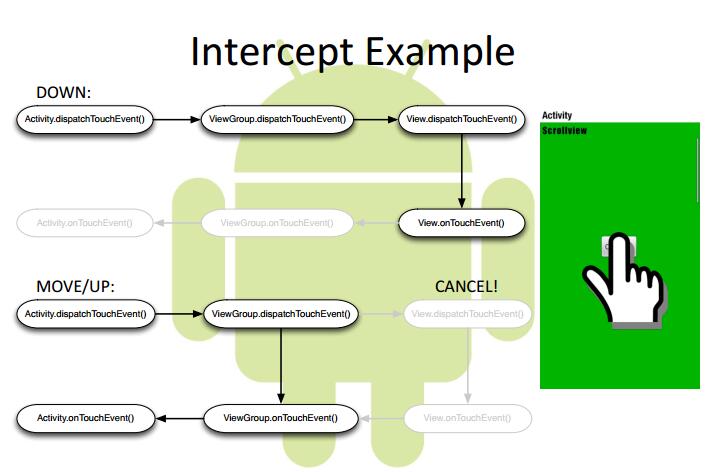 Intercept Example
DOWN:
Activity.dispatchTouchEvent()
ViewGroup.dispatchTouchEvent()
View.dispatchTouchEvent()
Activity.onTouchEvent()
ViewGroup.onTouchEvent()
View.onTouchEvent()
MOVE/UP:
CANCEL!
Activity.dispatchTouchEvent()
ViewGroup.dispatchTouchEvent()
View.dispatchTouchEvent()
Activity.onTouchEvent()
ViewGroup.onTouchEvent()
View.onTouchEvent()
Activity
Scrollview